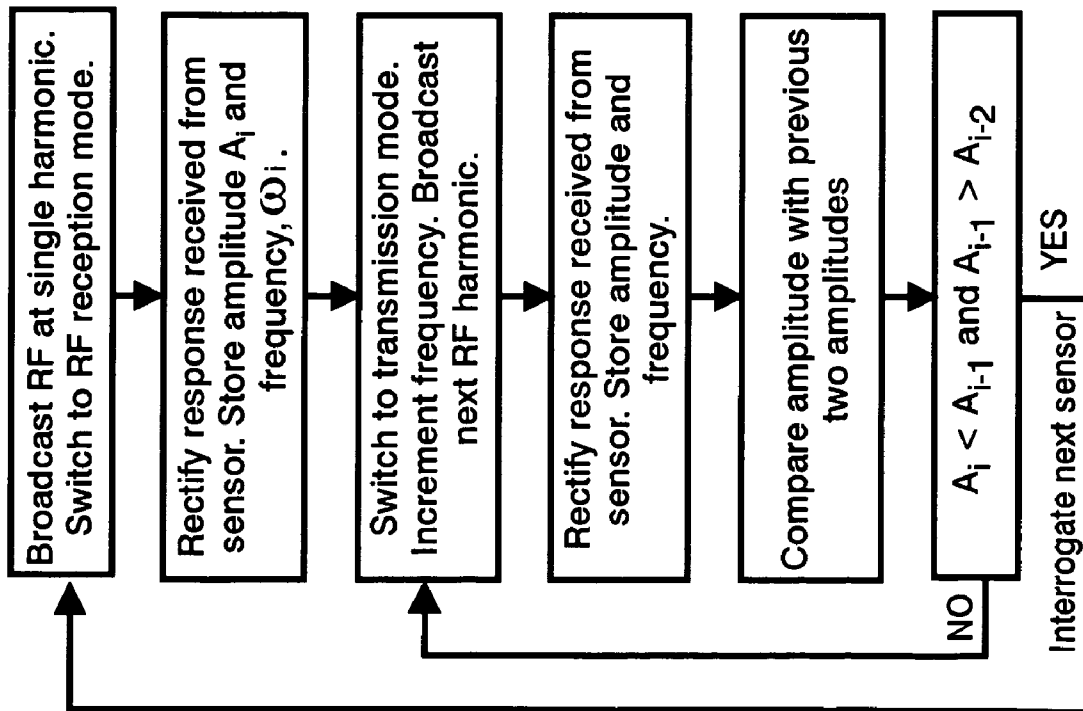 Broadcast RF at single harmonic.
Switch to RF reception mode.
Rectify response received from
sensor. Store amplitude Aᵢ and
frequency, ωᵢ.
Switch to transmission mode.
Increment frequency. Broadcast
next RF harmonic.
Rectify response received from
sensor. Store amplitude and
frequency.
Compare amplitude with previous
two amplitudes
Aᵢ < Aᵢ₋₁ and Aᵢ₋₁ > Aᵢ₋₂
NO
YES
Interrogate next sensor